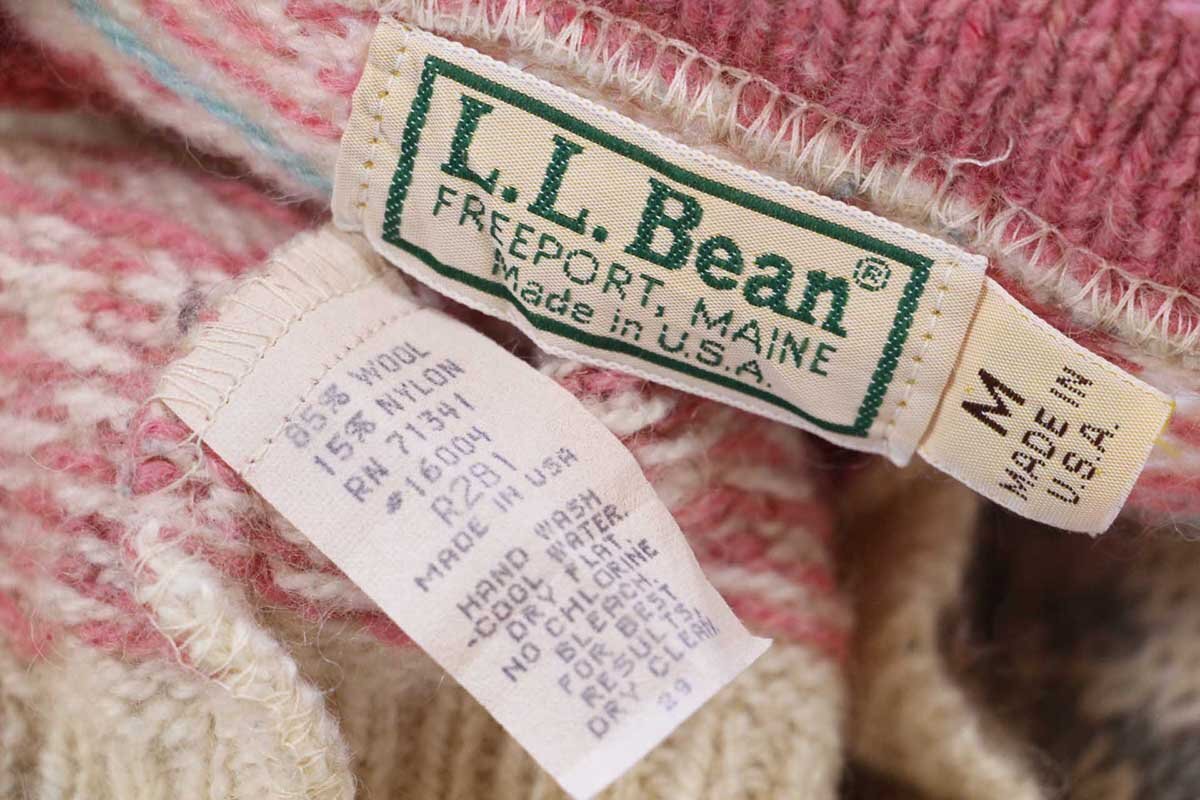 L.L.Bean®
FREEPORT, MAINE
Made in U.S.A.
M
MADE IN
U.S.A.
85% WOOL
15% NYLON
RN 71341
#16004
R281
MADE IN USA
HAND WASH
-COOL WATER.
DRY FLAT.
NO CHLORINE
BLEACH.
FOR BEST
RESULTS,
DRY CLEAN
29